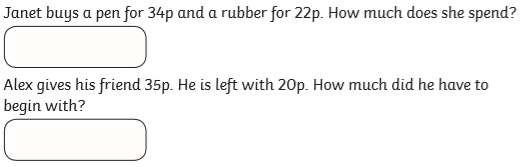 Janet buys a pen for 34p and a rubber for 22p. How much does she spend?
Alex gives his friend 35p. He is left with 20p. How much did he have to
begin with?